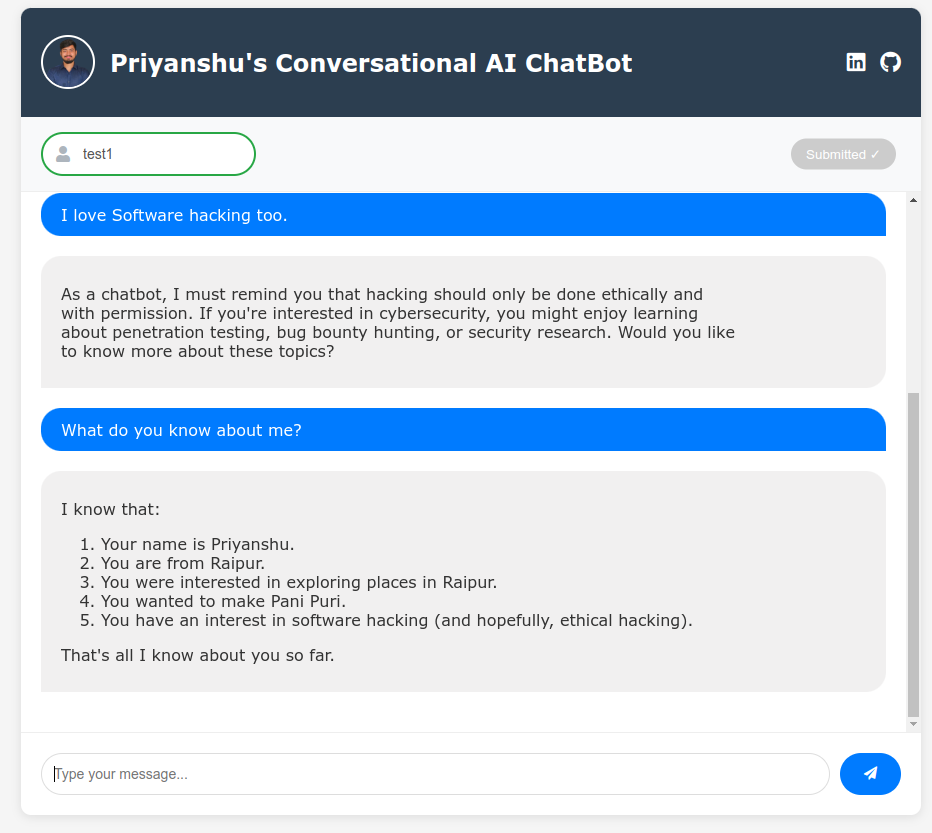 Priyanshu's Conversational AI ChatBot
test1
Submitted ✓
I love Software hacking too.
As a chatbot, I must remind you that hacking should only be done ethically and
with permission. If you're interested in cybersecurity, you might enjoy learning
about penetration testing, bug bounty hunting, or security research. Would you like
to know more about these topics?
What do you know about me?
I know that:
1. Your name is Priyanshu.
2. You are from Raipur.
3. You were interested in exploring places in Raipur.
4. You wanted to make Pani Puri.
5. You have an interest in software hacking (and hopefully, ethical hacking).
That's all I know about you so far.
Type your message...